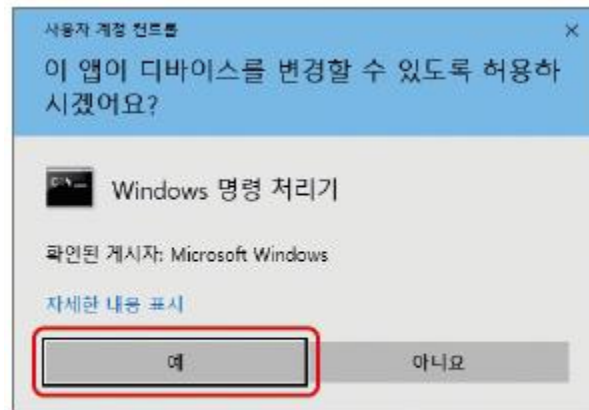 사용자 계정 컨트롤
이 앱이 디바이스를 변경할 수 있도록 허용하
시겠어요?
Windows 명령 처리기
확인된 게시자: Microsoft Windows
자세한 내용 표시
예
아니요